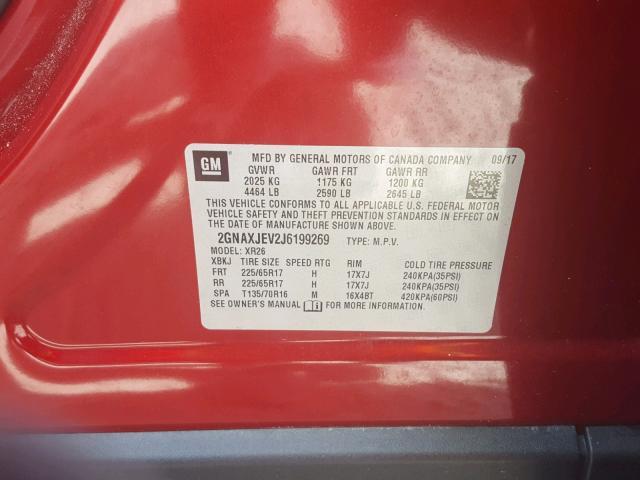 GM
MFD BY GENERAL MOTORS OF CANADA COMPANY 09/17
GVWR GAWR FRT GAWR RR
2025 KG 1175 KG 1200 KG
4464 LB 2590 LB 2645 LB
THIS VEHICLE CONFORMS TO ALL APPLICABLE U.S. FEDERAL MOTOR
VEHICLE SAFETY AND THEFT PREVENTION STANDARDS IN EFFECT ON
THE DATE OF MANUFACTURE SHOWN ABOVE.
2GNAXJEV2J6199269 TYPE: M.P.V.
MODEL: XR26
XBKJ TIRE SIZE SPEED RTG RIM COLD TIRE PRESSURE
FRT 225/65R17 H 17X7J 240KPA(35PSI)
RR 225/65R17 H 17X7J 240KPA(35PSI)
SPA T135/70R16 M 16X4BT 420KPA(60PSI)
SEE OWNER'S MANUAL FOR MORE INFORMATION.